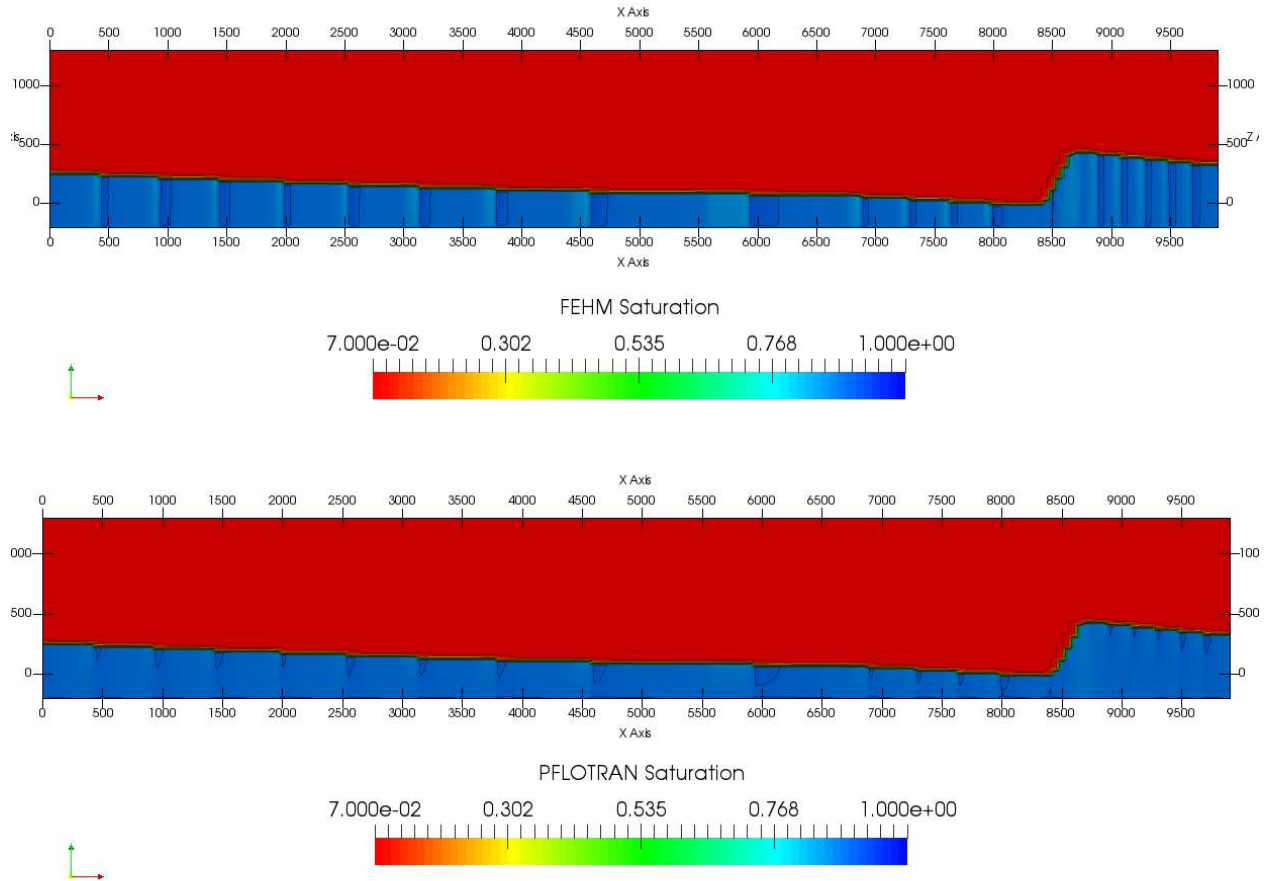 X Axis
0 500 1000 1500 2000 2500 3000 3500 4000 4500 5000 5500 6000 6500 7000 7500 8000 8500 9000 9500
1000 1000
500 500 Z
0 0
0 500 1000 1500 2000 2500 3000 3500 4000 4500 5000 5500 6000 6500 7000 7500 8000 8500 9000 9500
X Axis
FEHM Saturation
7.000e-02 0.302 0.535 0.768 1.000e+00
X Axis
0 500 1000 1500 2000 2500 3000 3500 4000 4500 5000 5500 6000 6500 7000 7500 8000 8500 9000 9500
000 100
500 500
0 0
0 500 1000 1500 2000 2500 3000 3500 4000 4500 5000 5500 6000 6500 7000 7500 8000 8500 9000 9500
X Axis
PFLOTRAN Saturation
7.000e-02 0.302 0.535 0.768 1.000e+00